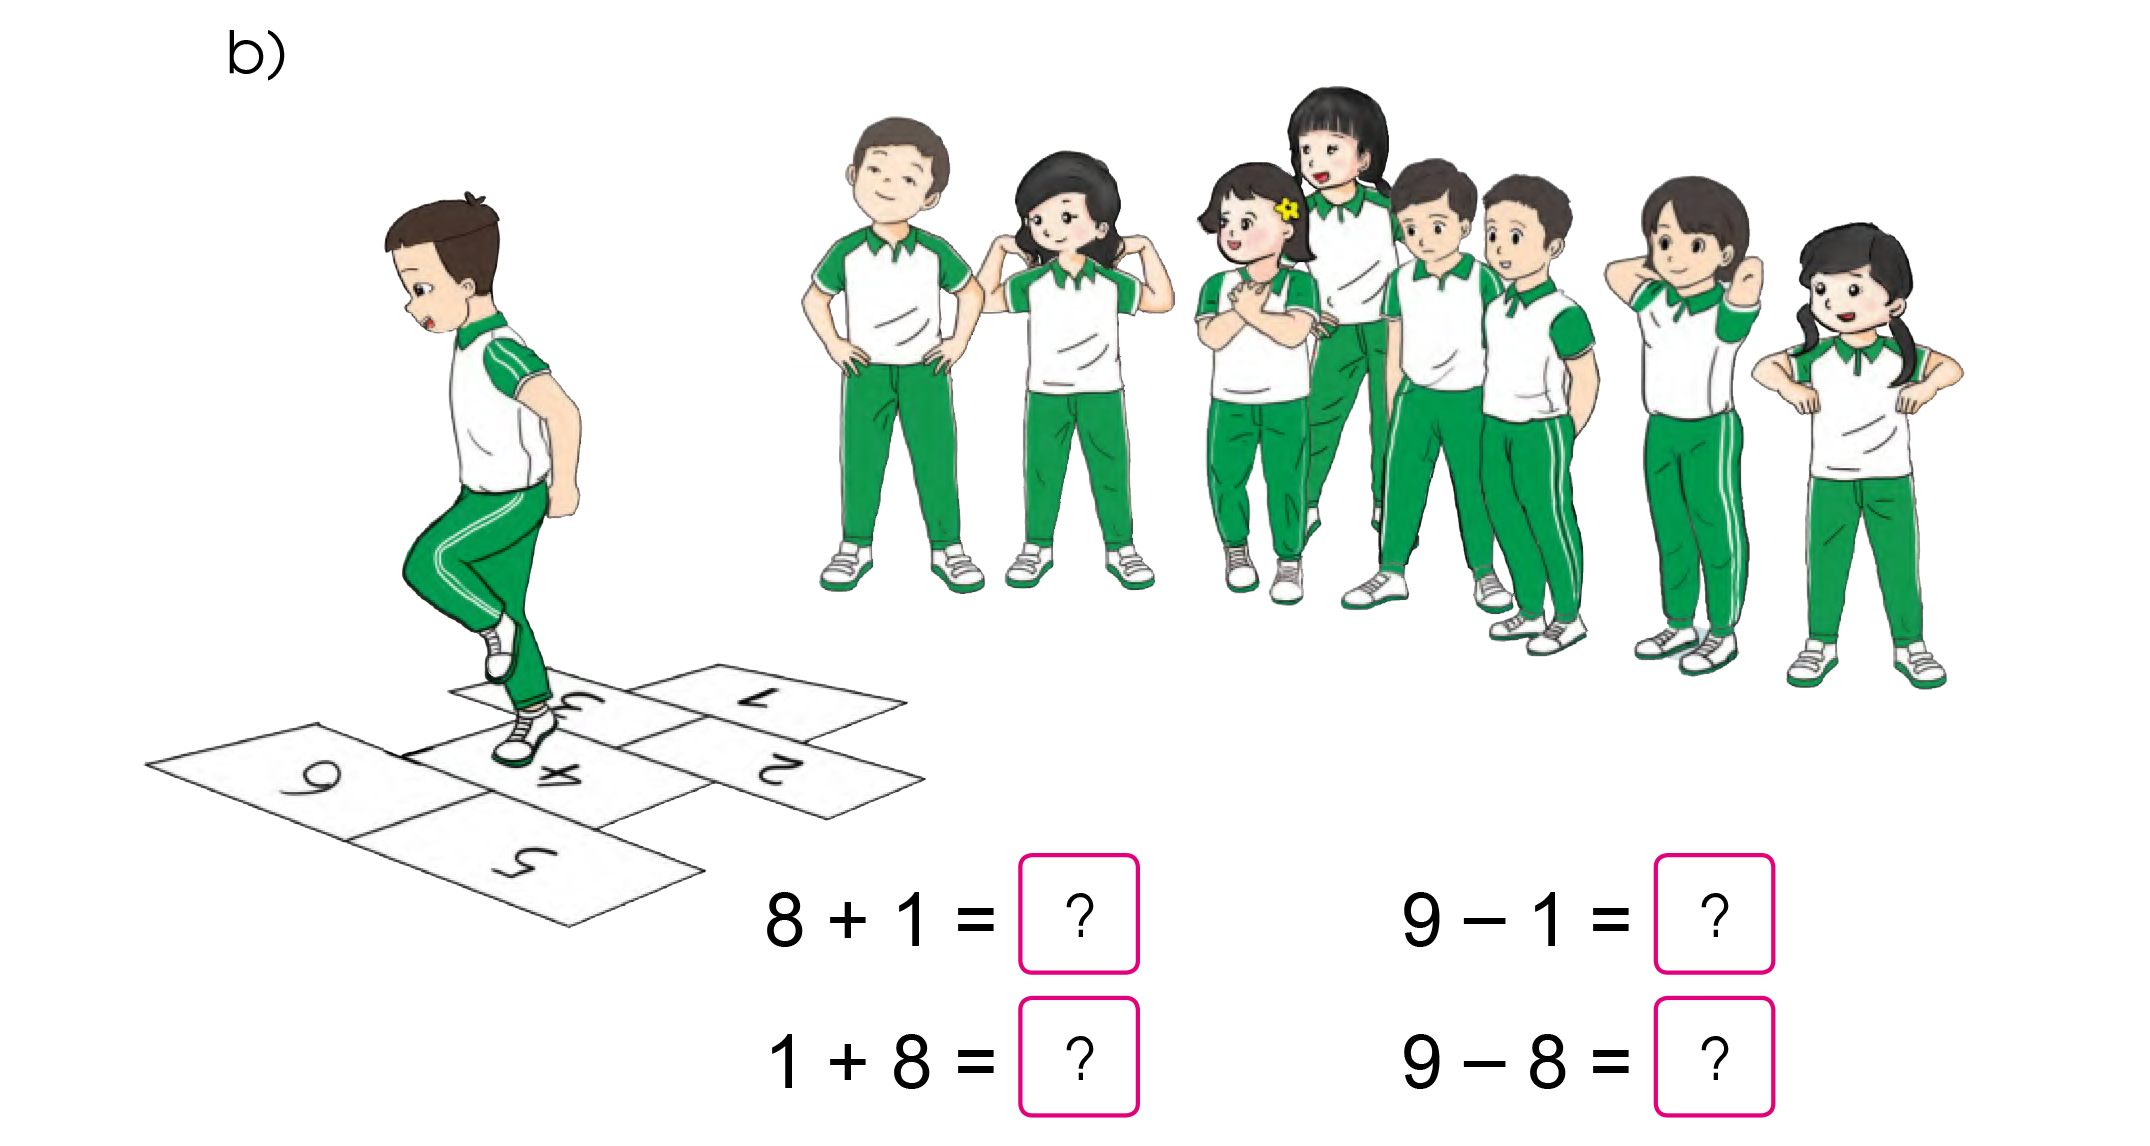 b)
1
3
2
4
6
5
8 + 1 = ?
9 – 1 = ?
1 + 8 = ?
9 – 8 = ?